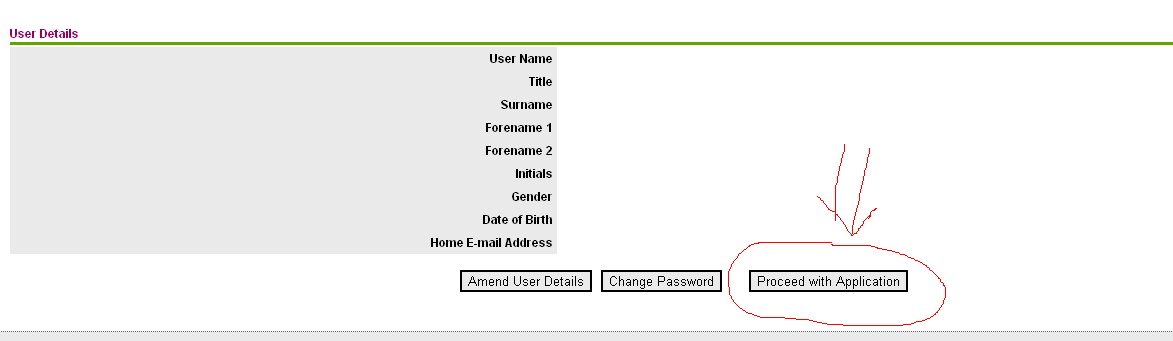 User Details
User Name
Title
Surname
Forename 1
Forename 2
Initials
Gender
Date of Birth
Home E-mail Address
Amend User Details Change Password Proceed with Application